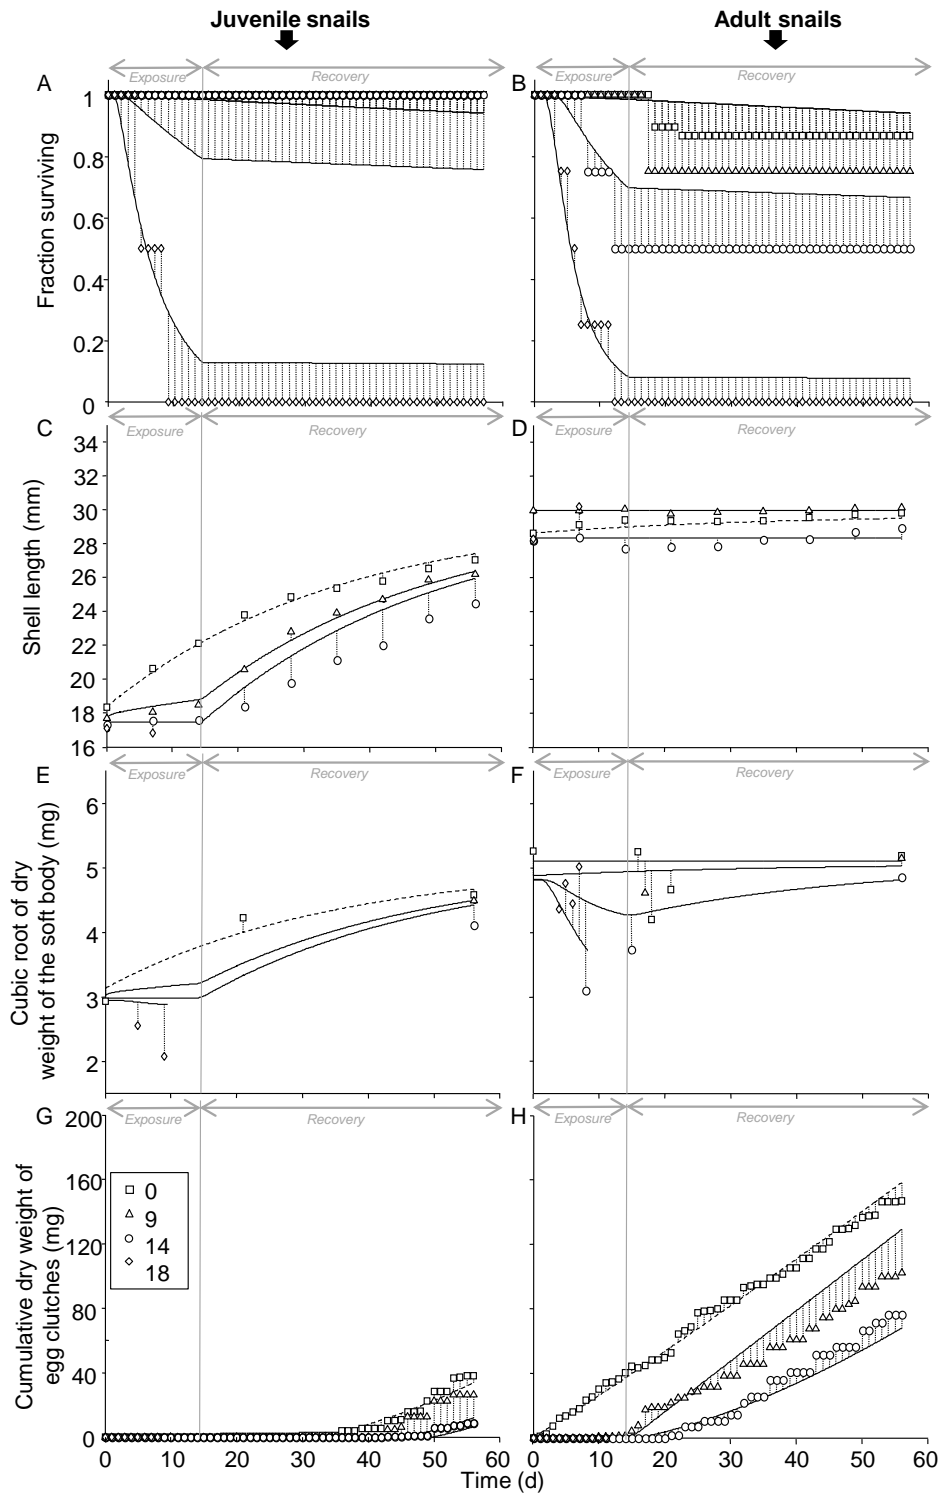 Juvenile snails Adult snails
A Exposure Recovery B Exposure Recovery
Fraction surviving
1
0.8
0.6
0.4
0.2
0
C Exposure Recovery D Exposure Recovery
Shell length (mm)
34
32
30
28
26
24
22
20
18
16
E Exposure Recovery F Exposure Recovery
Cubic root of dry
weight of the soft body (mg)
6
5
4
3
2
G Exposure Recovery H Exposure Recovery
Cumulative dry weight of
egg clutches (mg)
200
160
120
80
40
0
0
9
14
18
0 10 20 30 40 50 60 0 10 20 30 40 50 60
Time (d)